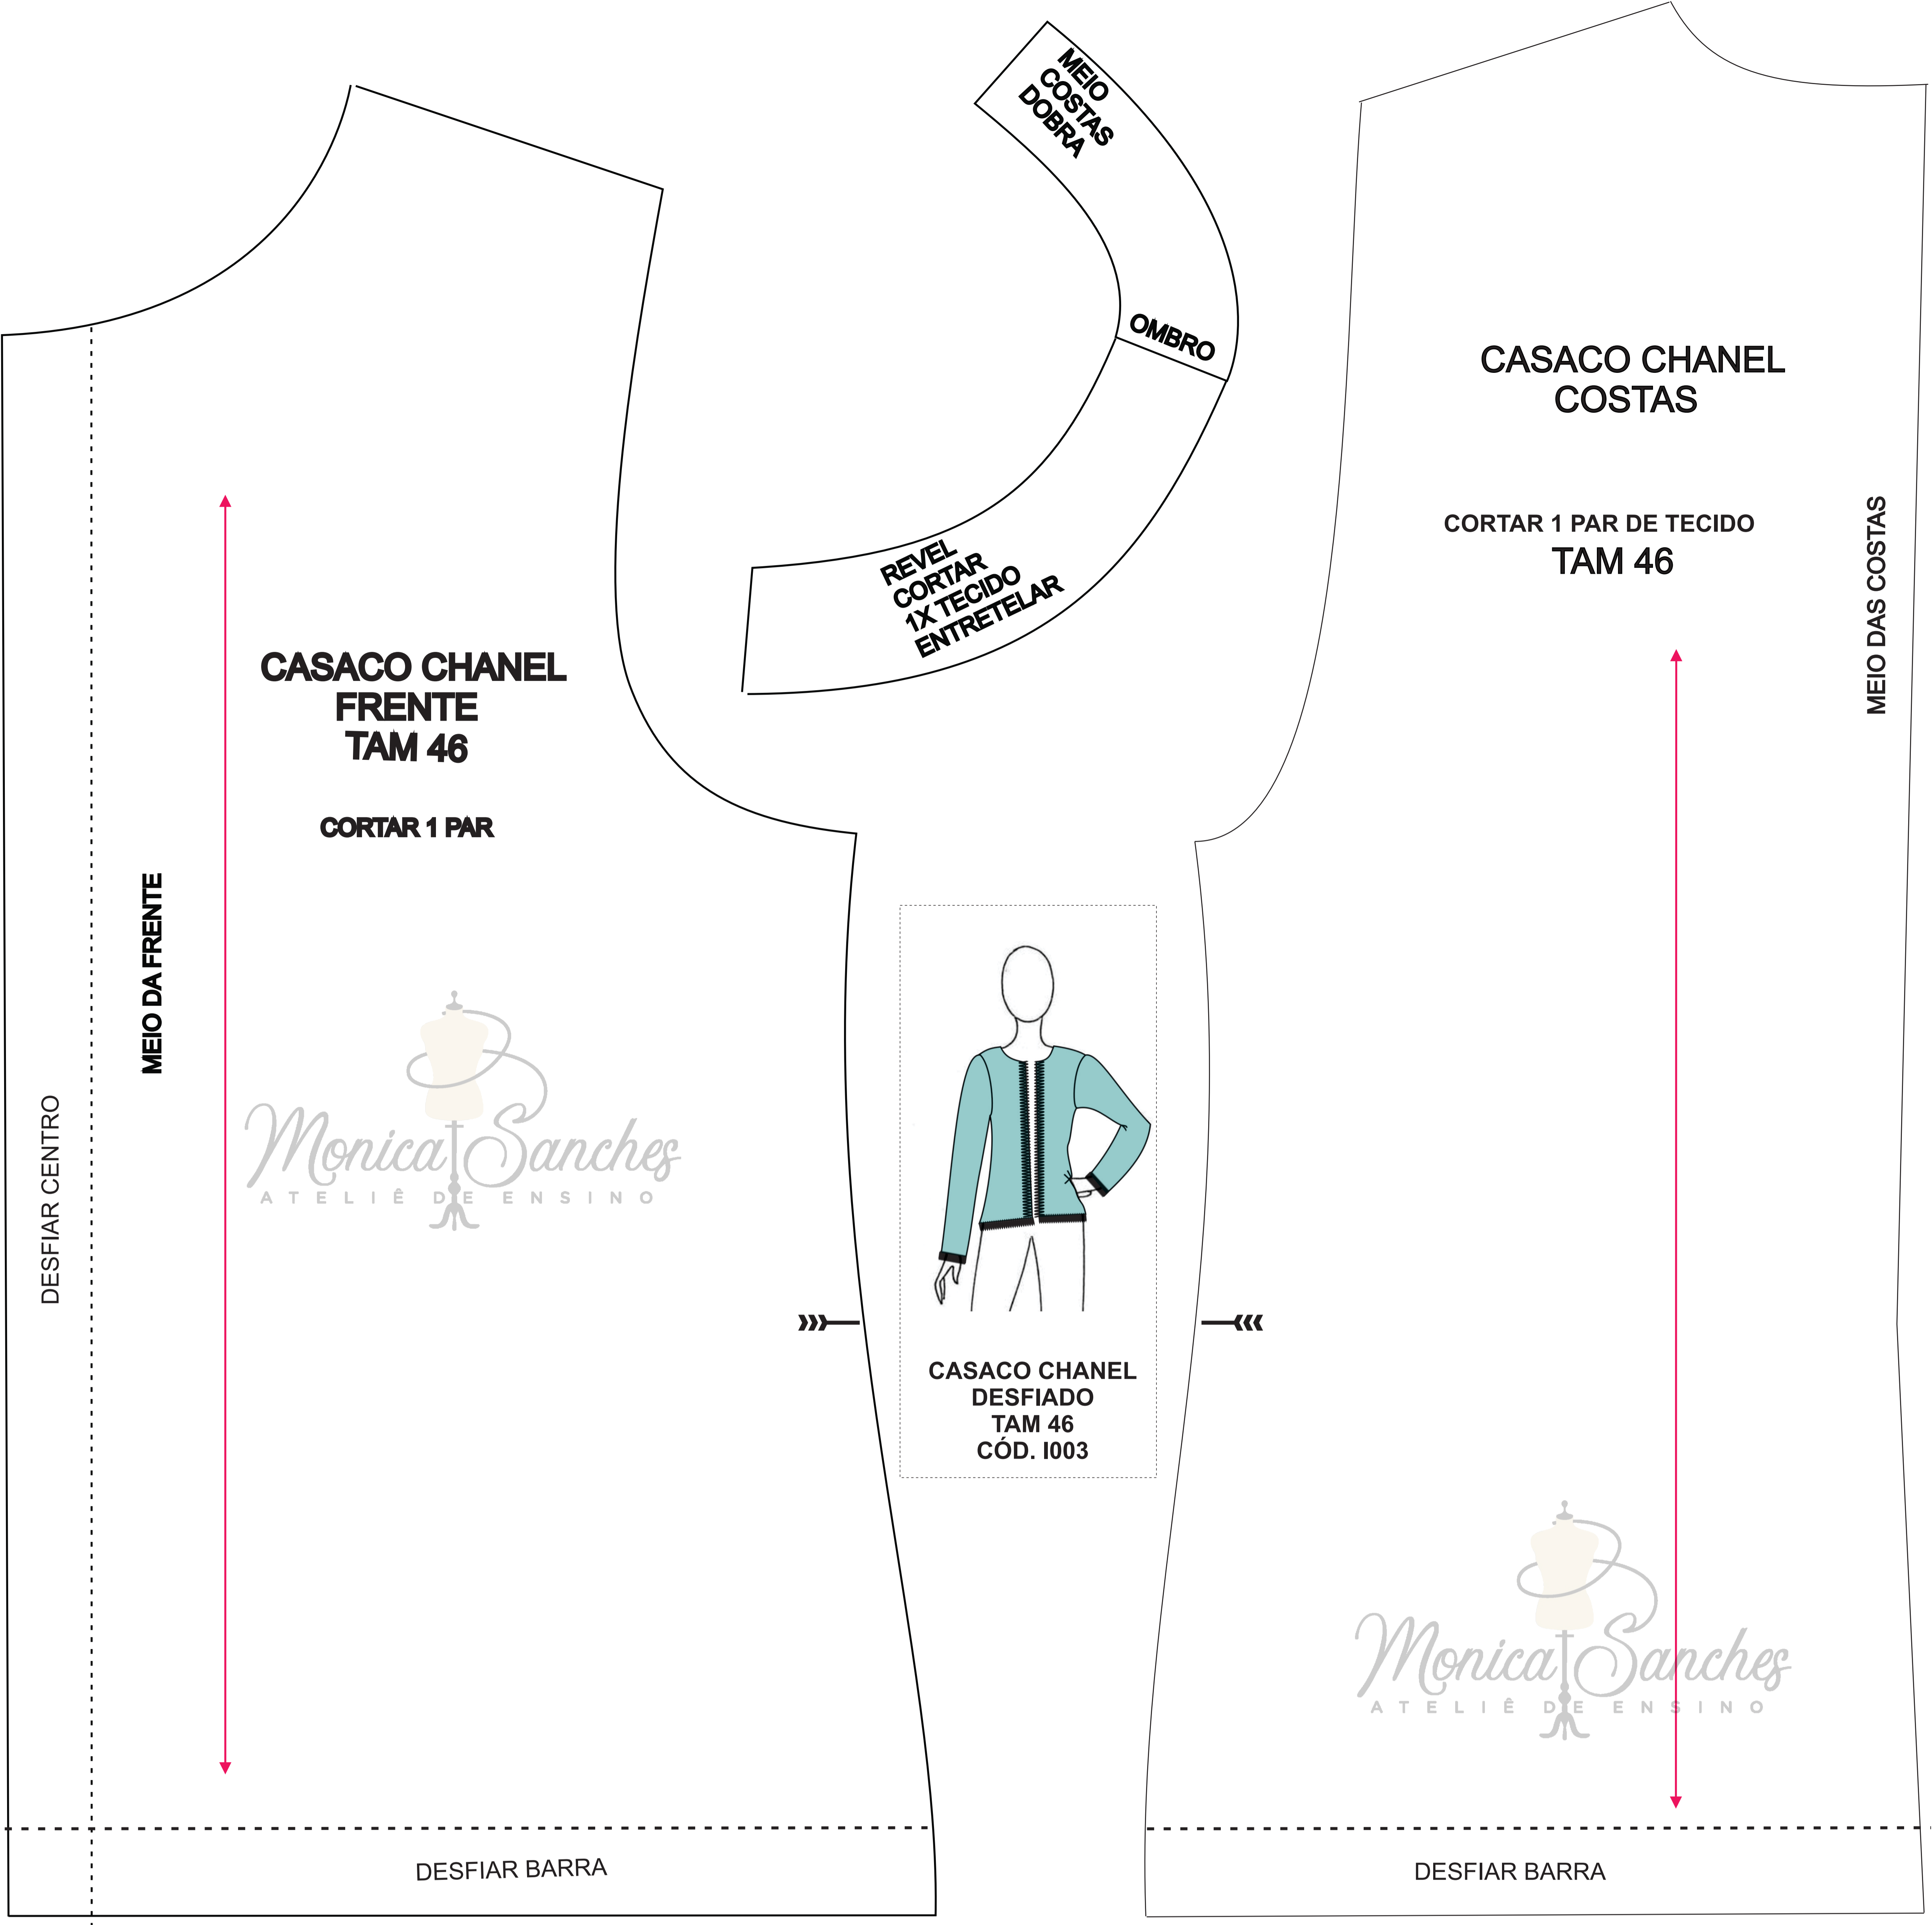 MEIO
COSTAS
DOBRA
OMBRO
REVEL
CORTAR
1X TECIDO
ENTRETELAR
CASACO CHANEL
FRENTE
TAM 46
CORTAR 1 PAR
MEIO DA FRENTE
DESFIAR CENTRO
Monica Sanches
ATELIÊ DE ENSINO
DESFIAR BARRA
CASACO CHANEL
DESFIADO
TAM 46
CÓD. I003
CASACO CHANEL
COSTAS
CORTAR 1 PAR DE TECIDO
TAM 46
MEIO DAS COSTAS
Monica Sanches
ATELIÊ DE ENSINO
DESFIAR BARRA